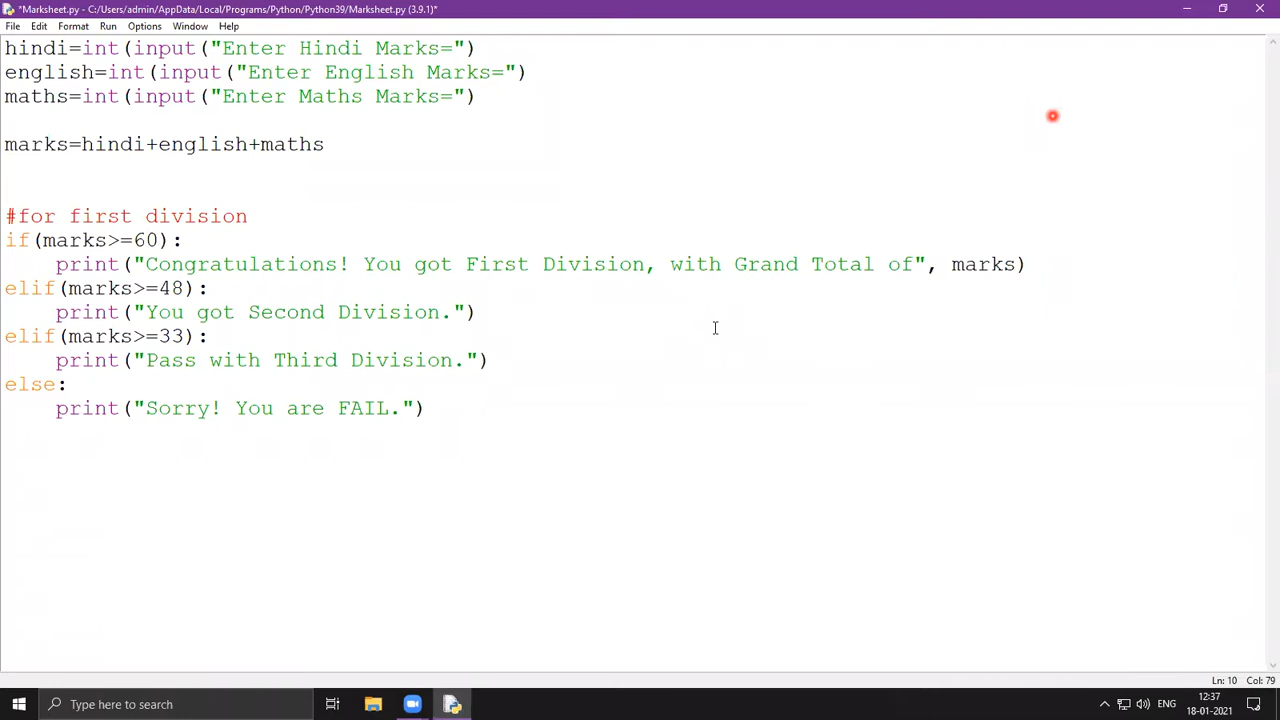 *Marksheet.py - C:/Users/admin/AppData/Local/Programs/Python/Python39/Marksheet.py (3.9.1)*
File Edit Format Run Options Window Help
hindi=int(input("Enter Hindi Marks=")
english=int(input("Enter English Marks=")
maths=int(input("Enter Maths Marks=")
marks=hindi+english+maths
#for first division
if(marks>=60):
    print("Congratulations! You got First Division, with Grand Total of", marks)
elif(marks>=48):
    print("You got Second Division.")
elif(marks>=33):
    print("Pass with Third Division.")
else:
    print("Sorry! You are FAIL.")
Ln: 10 Col: 79
Type here to search
ENG
12:37
18-01-2021